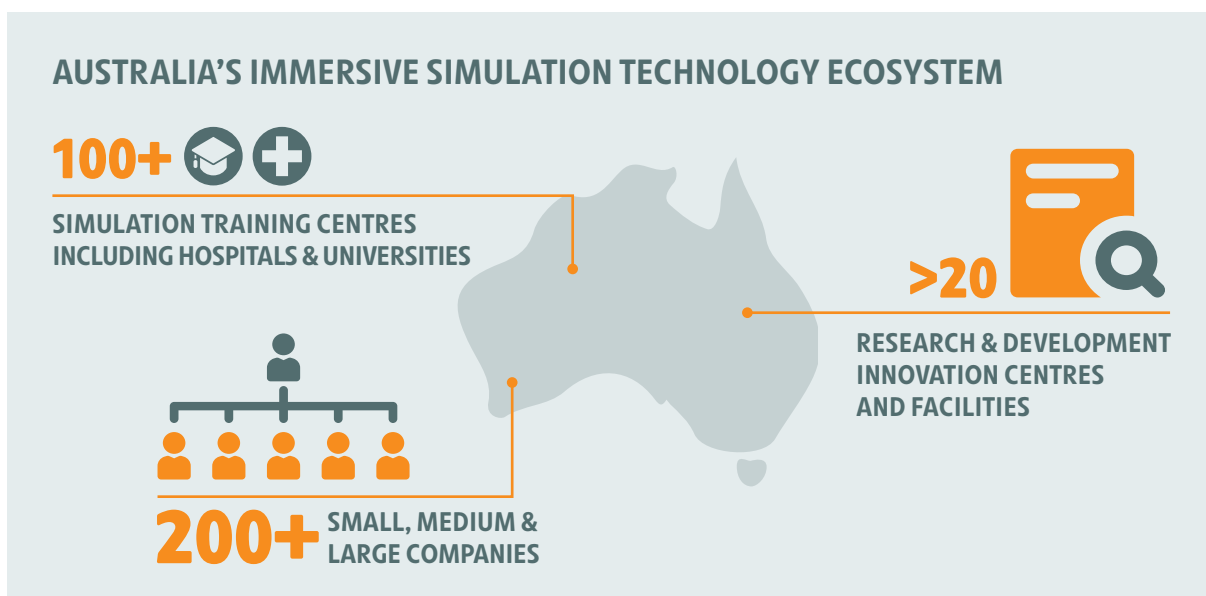 AUSTRALIA'S IMMERSIVE SIMULATION TECHNOLOGY ECOSYSTEM
100+
SIMULATION TRAINING CENTRES
INCLUDING HOSPITALS & UNIVERSITIES
>20
RESEARCH & DEVELOPMENT
INNOVATION CENTRES
AND FACILITIES
200+
SMALL, MEDIUM &
LARGE COMPANIES